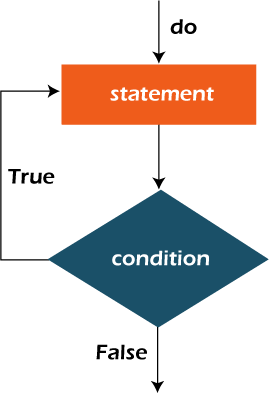 do
statement
True
condition
False